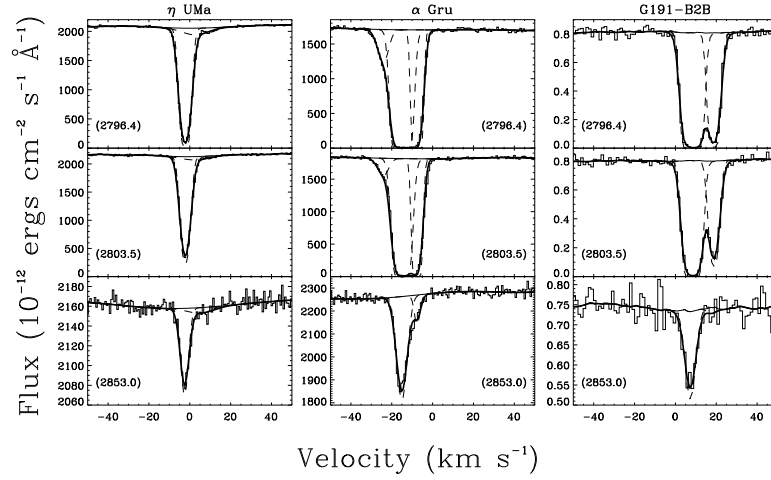 η UMa α Gru G191-B2B
Flux (10⁻¹² ergs cm⁻² s⁻¹ Å⁻¹)
2000 1500 1000 500 0
(2796.4)
1500 1000 500 0
(2796.4)
0.8 0.6 0.4 0.2 0.0
(2796.4)
2000 1500 1000 500 0
(2803.5)
1500 1000 500 0
(2803.5)
0.8 0.6 0.4 0.2 0.0
(2803.5)
2180 2160 2140 2120 2100 2080 2060
(2853.0)
2300 2200 2100 2000 1900 1800
(2853.0)
0.80 0.75 0.70 0.65 0.60 0.55 0.50
(2853.0)
-40 -20 0 20 40 -40 -20 0 20 40 -40 -20 0 20 40
Velocity (km s⁻¹)